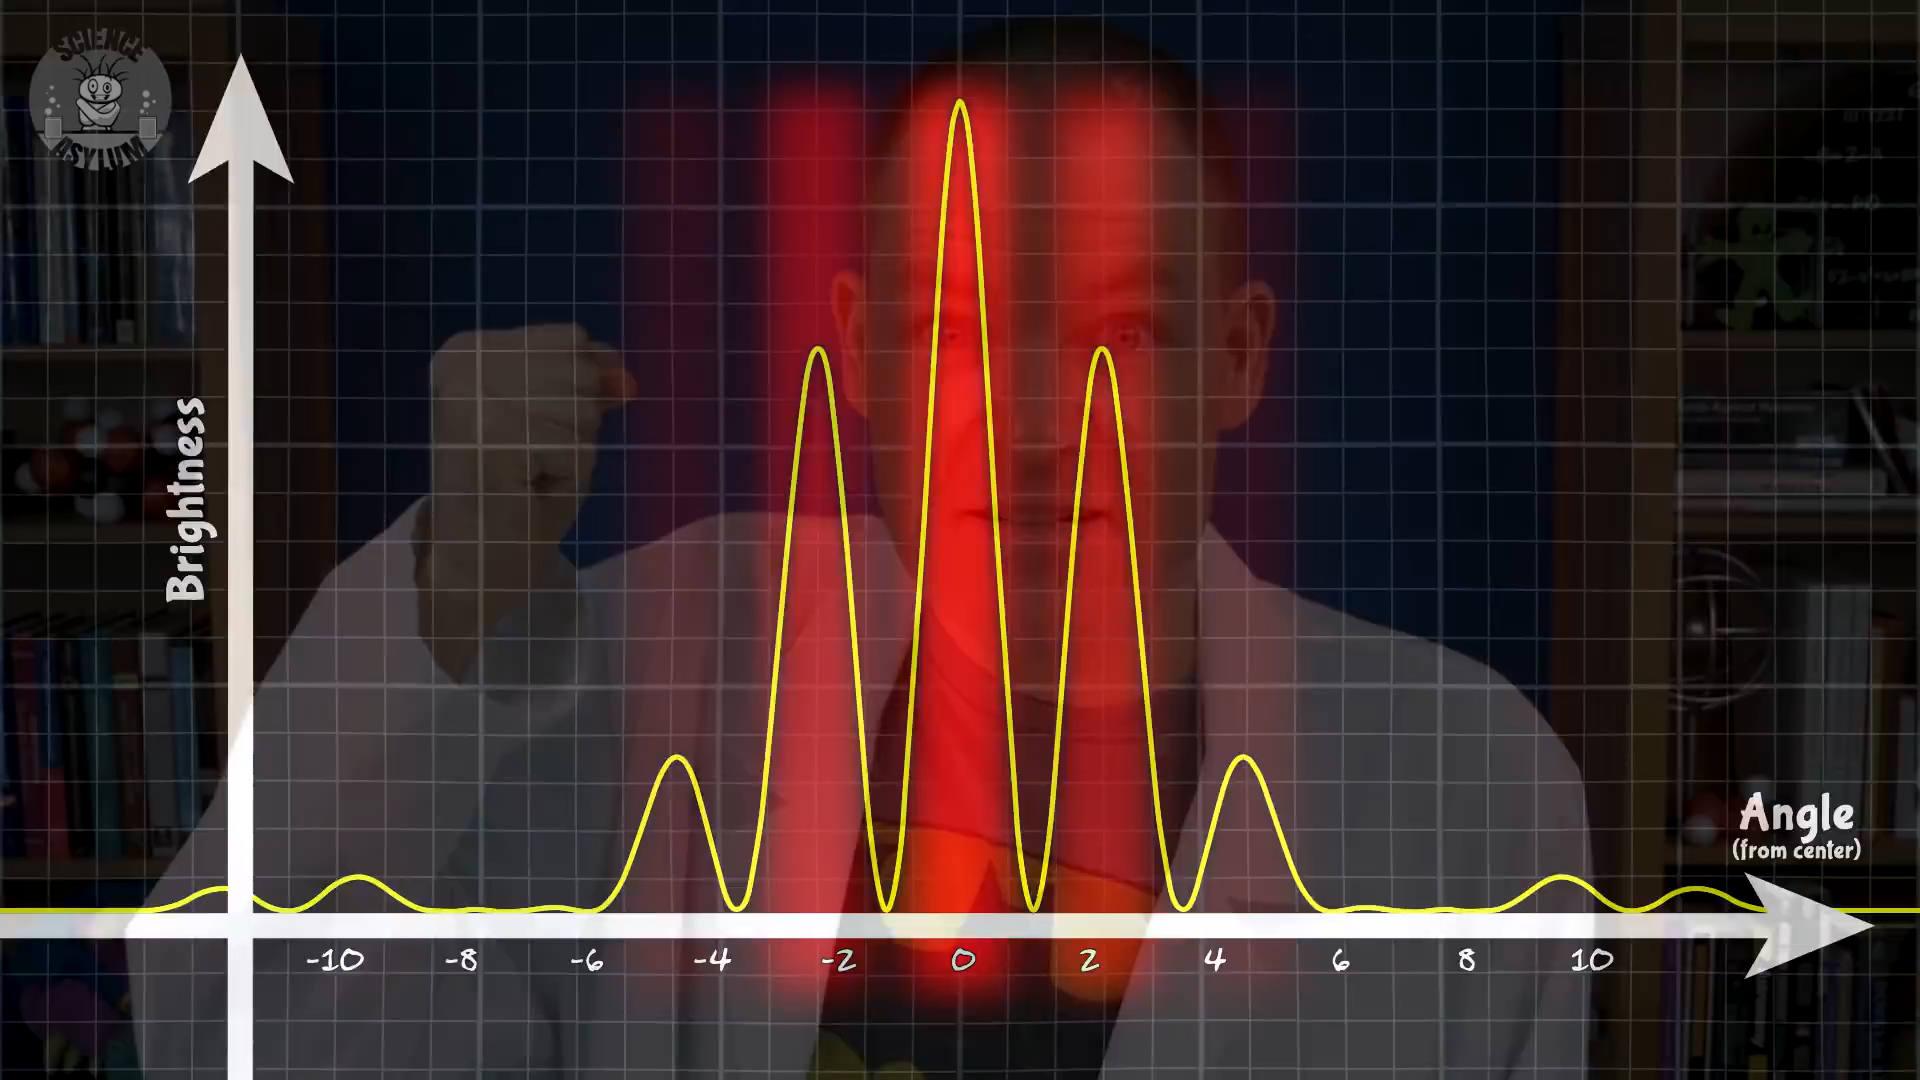 SCIENCE
ASYLUM
Brightness
Angle
(from center)
-10 -8 -6 -4 -2 0 2 4 6 8 10